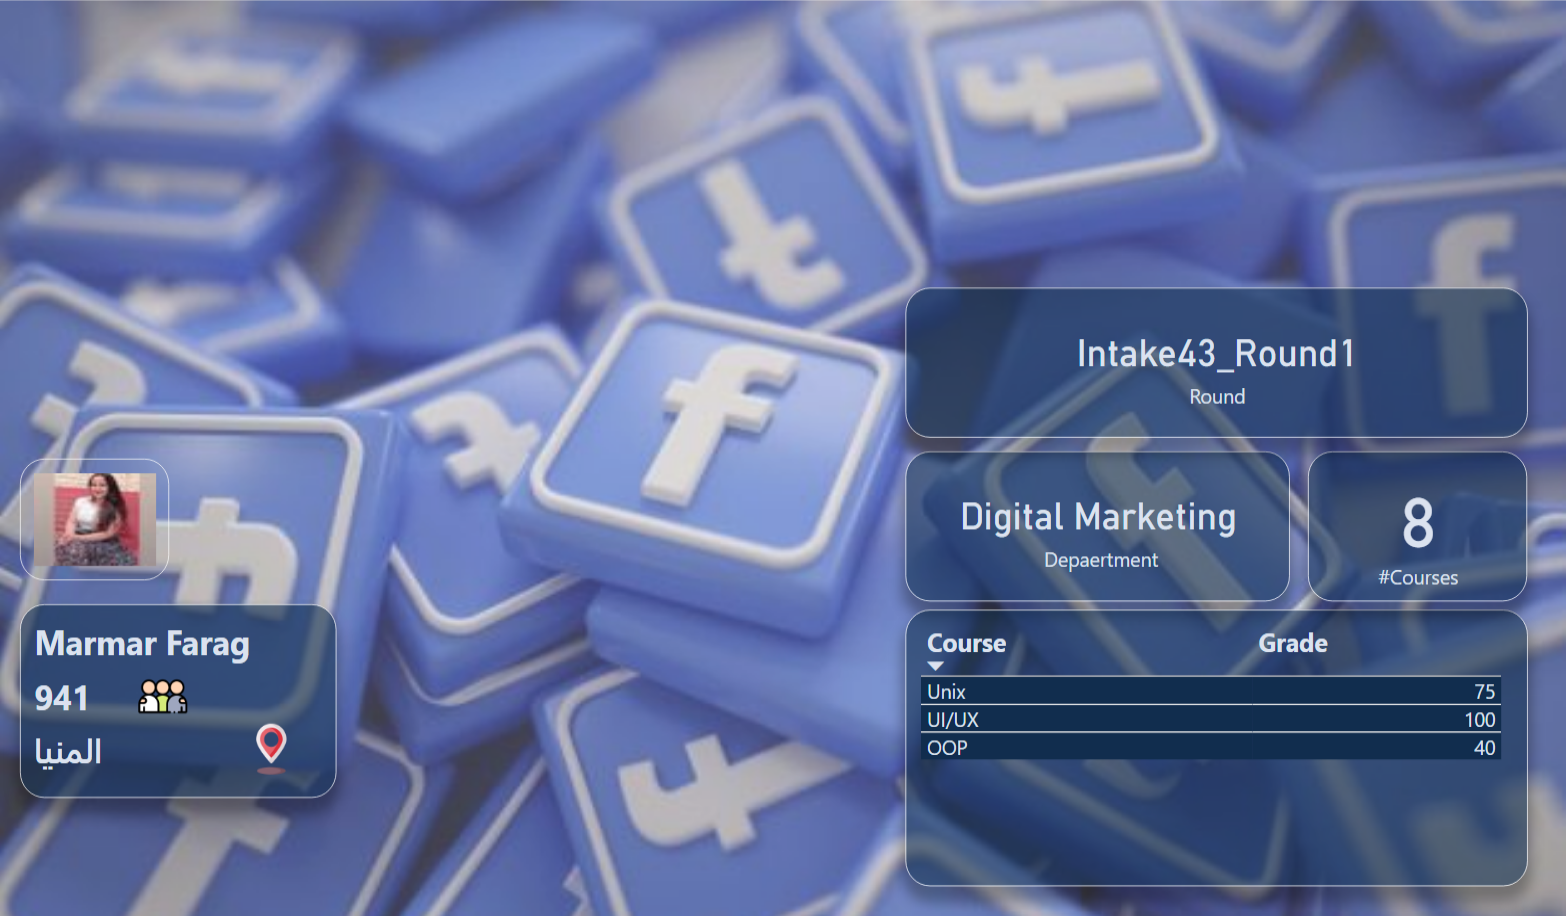 Intake43_Round1
Round
Digital Marketing
Depaertment
8
#Courses
Marmar Farag
941
المنيا
Course Grade
Unix 75
UI/UX 100
OOP 40